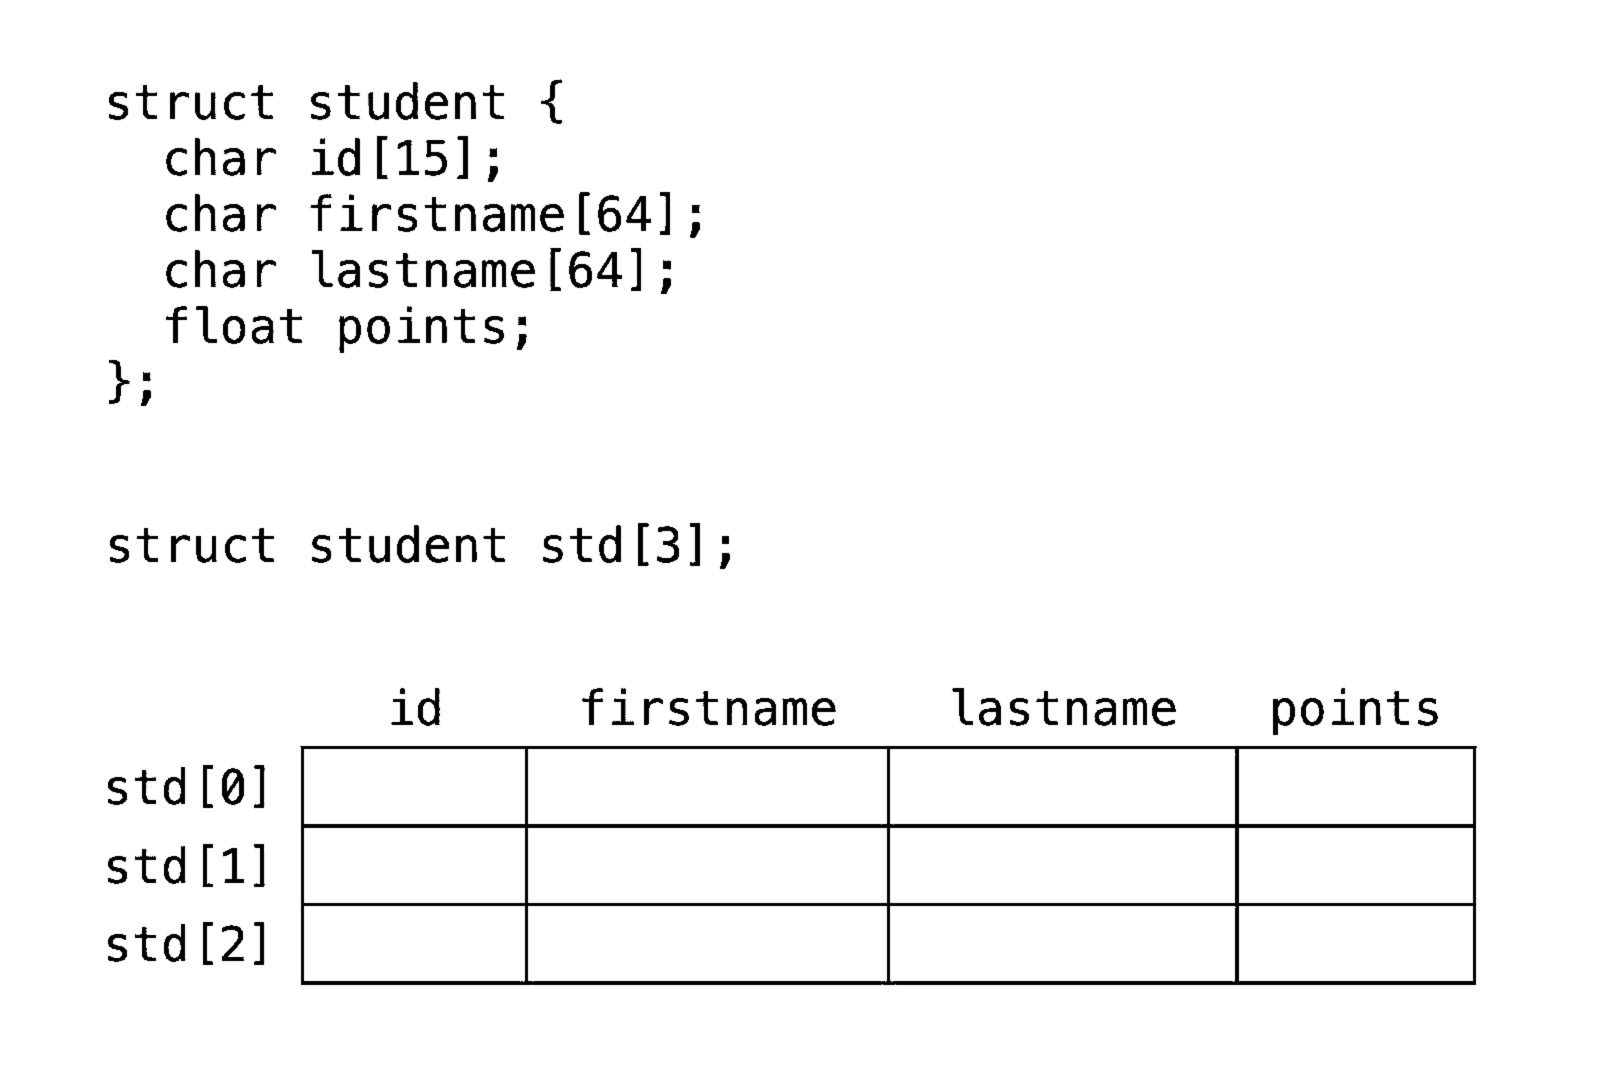 struct student {
  char id[15];
  char firstname[64];
  char lastname[64];
  float points;
};
struct student std[3];
id firstname lastname points
std[0]
std[1]
std[2]